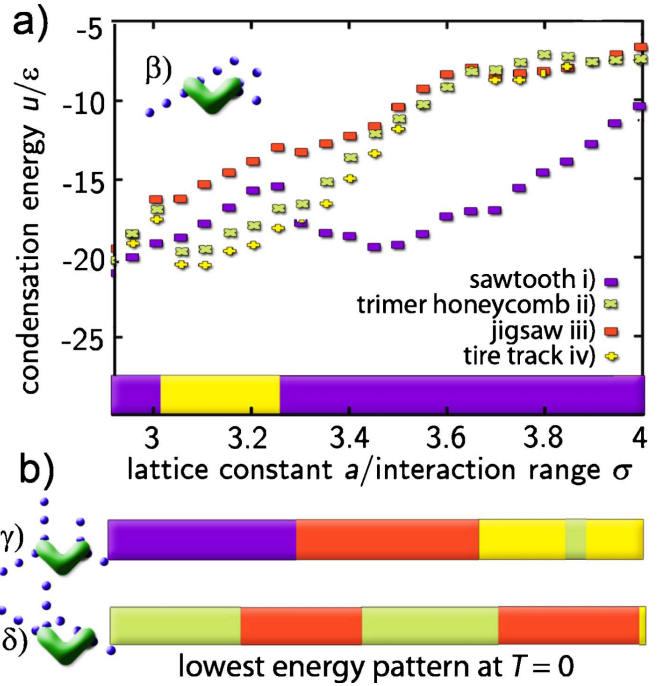 a)
condensation energy u/ε
-5
-10
-15
-20
-25
β)
sawtooth i)
trimer honeycomb ii)
jigsaw iii)
tire track iv)
3 3.2 3.4 3.6 3.8 4
lattice constant a/interaction range σ
b)
γ)
δ)
lowest energy pattern at T = 0